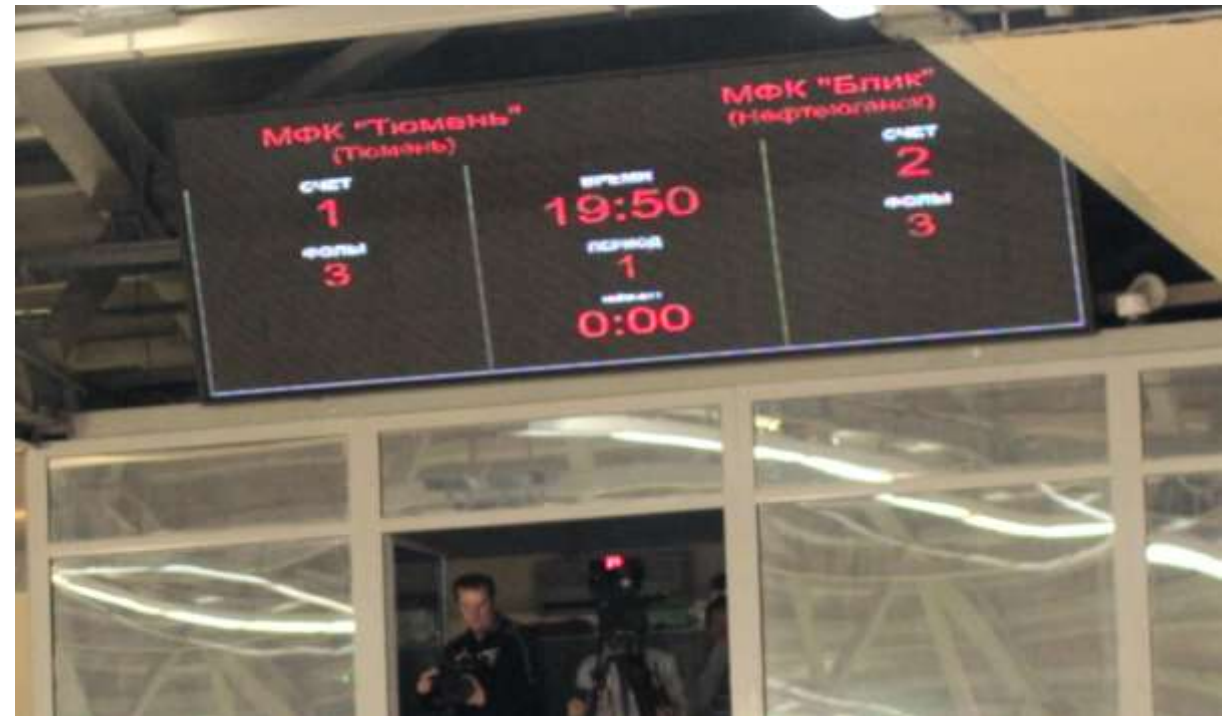 МФК "Тюмень"
(Тюмень)
СЧЕТ
1
ФОЛЫ
3
ВРЕМЯ
19:50
ПЕРИОД
1
0:00
МФК "Блик"
(Нефтеюганск)
СЧЕТ
2
ФОЛЫ
3